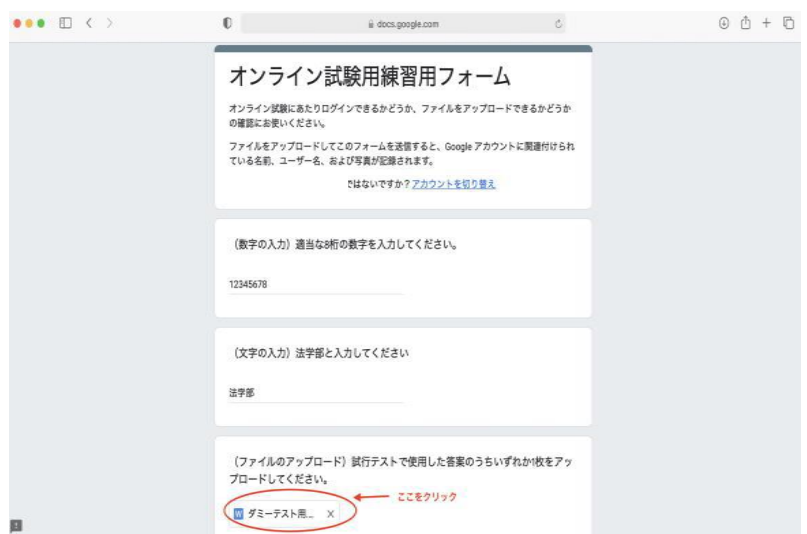 docs.google.com
オンライン試験用練習用フォーム
オンライン試験にあたりログインできるかどうか、ファイルをアップロードできるかどうか
の確認にお使いください。
ファイルをアップロードしてこのフォームを送信すると、Google アカウントに関連付けられ
ている名前、ユーザー名、および写真が記録されます。
ではないですか？アカウントを切り替え
（数字の入力）適当な8桁の数字を入力してください。
12345678
（文字の入力）法学部と入力してください
法学部
（ファイルのアップロード）試行テストで使用した答案のうちいずれか1枚をアッ
プロードしてください。
ここをクリック
W ダミーテスト用... X